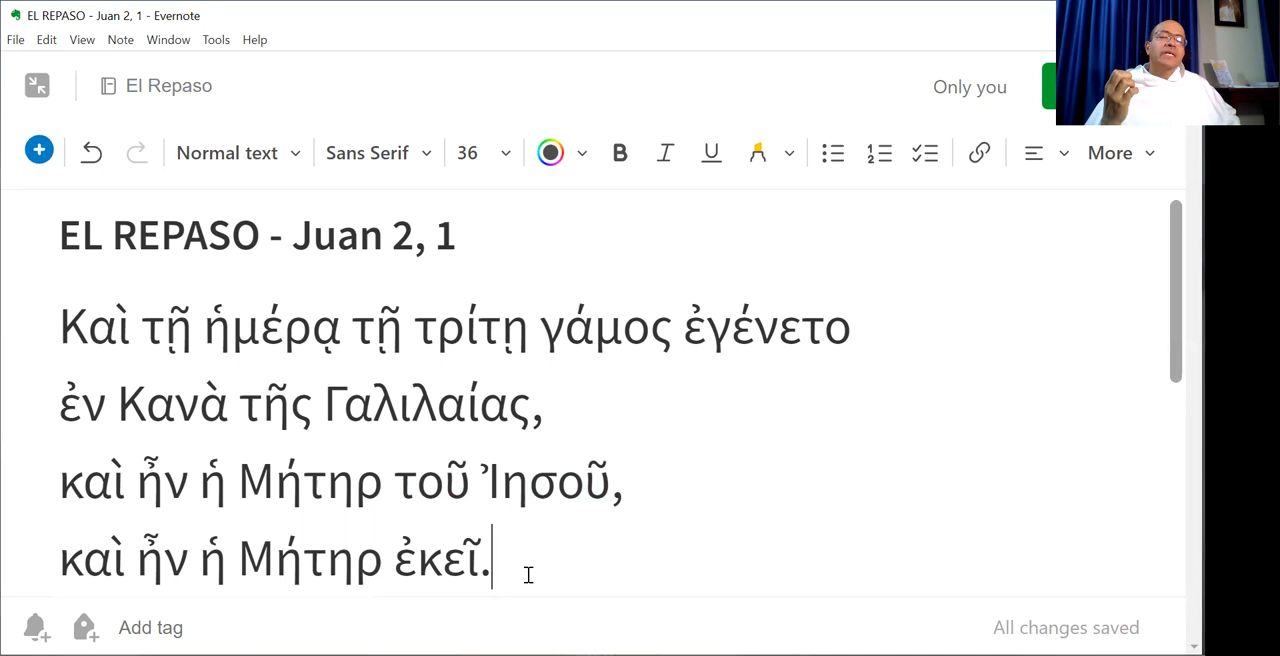 EL REPASO - Juan 2, 1 - Evernote
File Edit View Note Window Tools Help
El Repaso
Only you
Normal text
Sans Serif
36
B I U
More
EL REPASO - Juan 2, 1
Καὶ τῇ ἡμέρᾳ τῇ τρίτῃ γάμος ἐγένετο
ἐν Κανὰ τῆς Γαλιλαίας,
καὶ ἦν ἡ Μήτηρ τοῦ Ἰησοῦ,
καὶ ἦν ἡ Μήτηρ ἐκεῖ.
Add tag
All changes saved